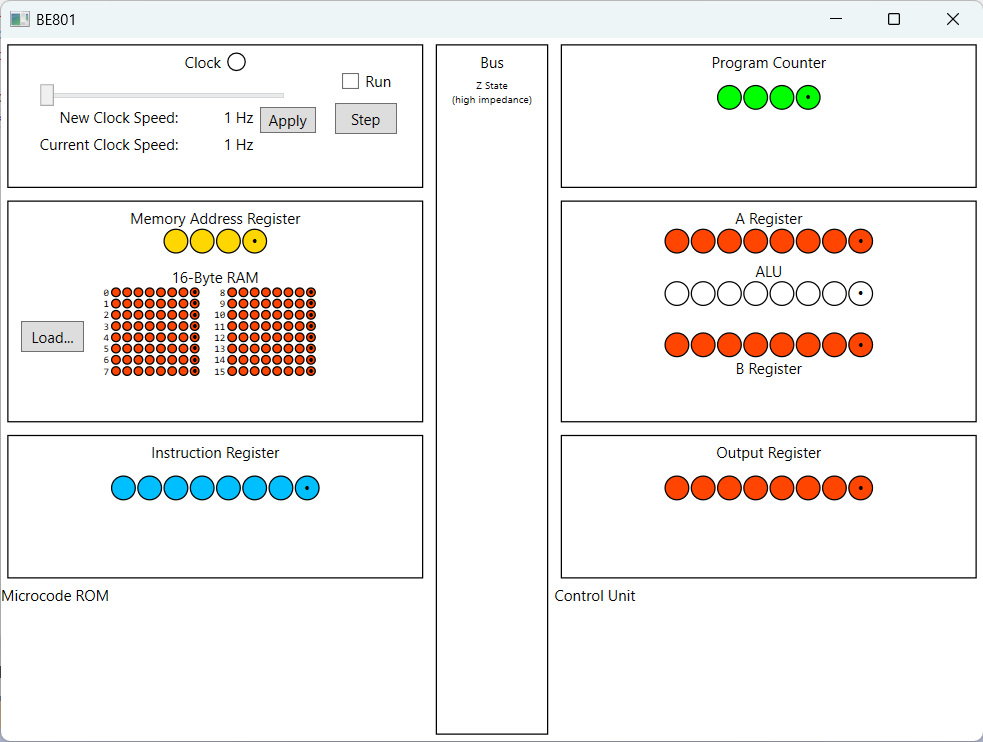 BE801
Clock
Run
New Clock Speed: 1 Hz
Apply
Step
Current Clock Speed: 1 Hz
Memory Address Register
16-Byte RAM
0 8
1 9
2 10
3 11
4 12
5 13
6 14
7 15
Load...
Instruction Register
Microcode ROM
Bus
Z State
(high impedance)
Program Counter
A Register
ALU
B Register
Output Register
Control Unit